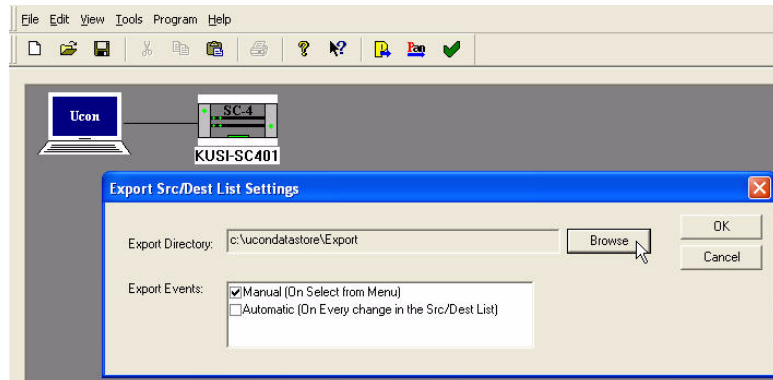 File Edit View Tools Program Help
Pan
Ucon
SC-4
KUSI-SC401
Export Src/Dest List Settings
Export Directory: c:\ucondatastore\Export Browse OK
Cancel
Export Events: Manual (On Select from Menu)
Automatic (On Every change in the Src/Dest List)